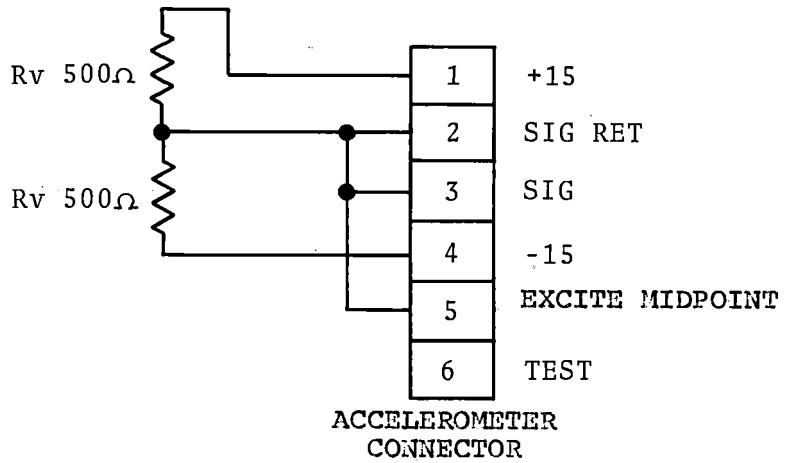 Rv 500Ω
1 +15
2 SIG RET
Rv 500Ω
3 SIG
4 -15
5 EXCITE MIDPOINT
6 TEST
ACCELEROMETER
CONNECTOR